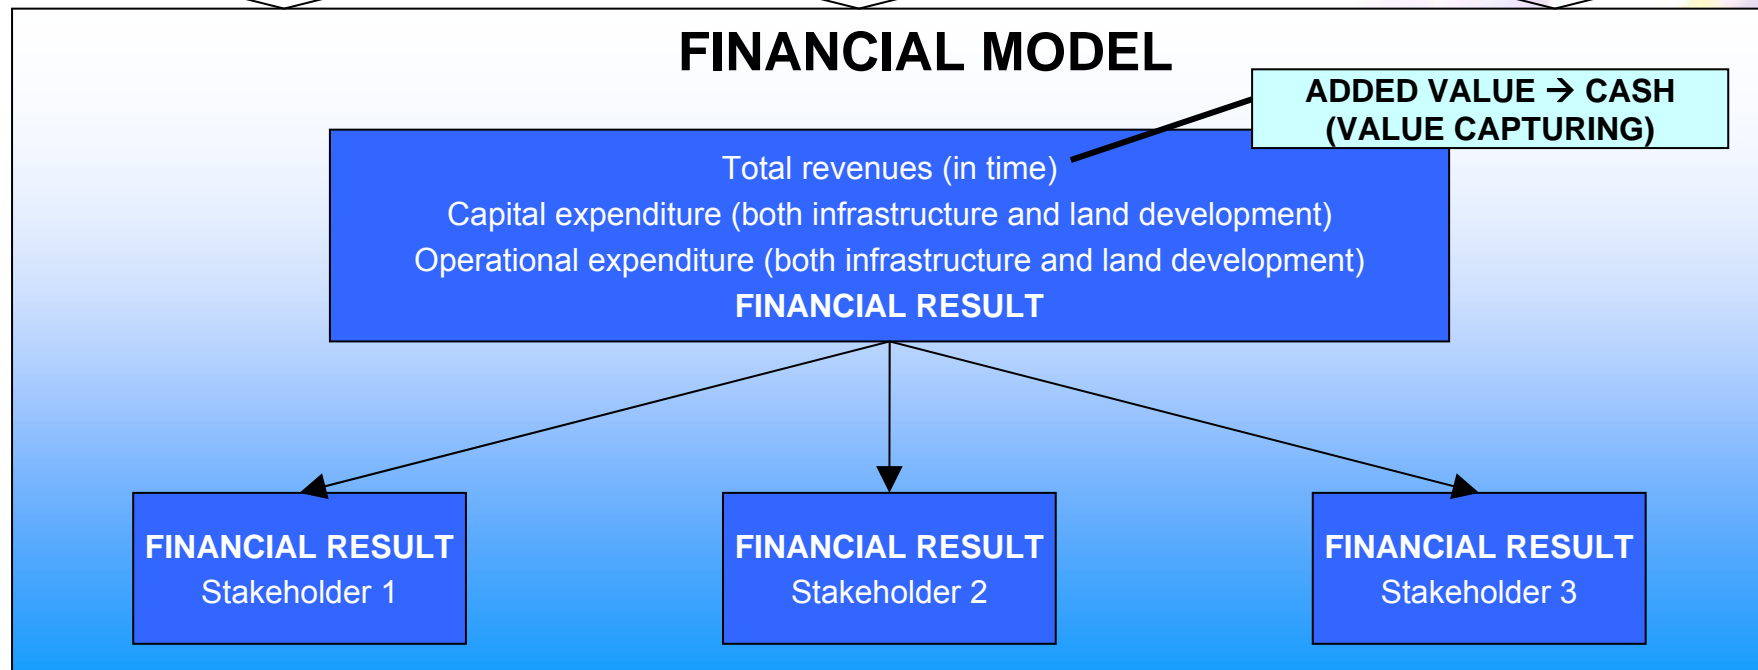 FINANCIAL MODEL
ADDED VALUE → CASH
(VALUE CAPTURING)
Total revenues (in time)
Capital expenditure (both infrastructure and land development)
Operational expenditure (both infrastructure and land development)
FINANCIAL RESULT
FINANCIAL RESULT
Stakeholder 1
FINANCIAL RESULT
Stakeholder 2
FINANCIAL RESULT
Stakeholder 3